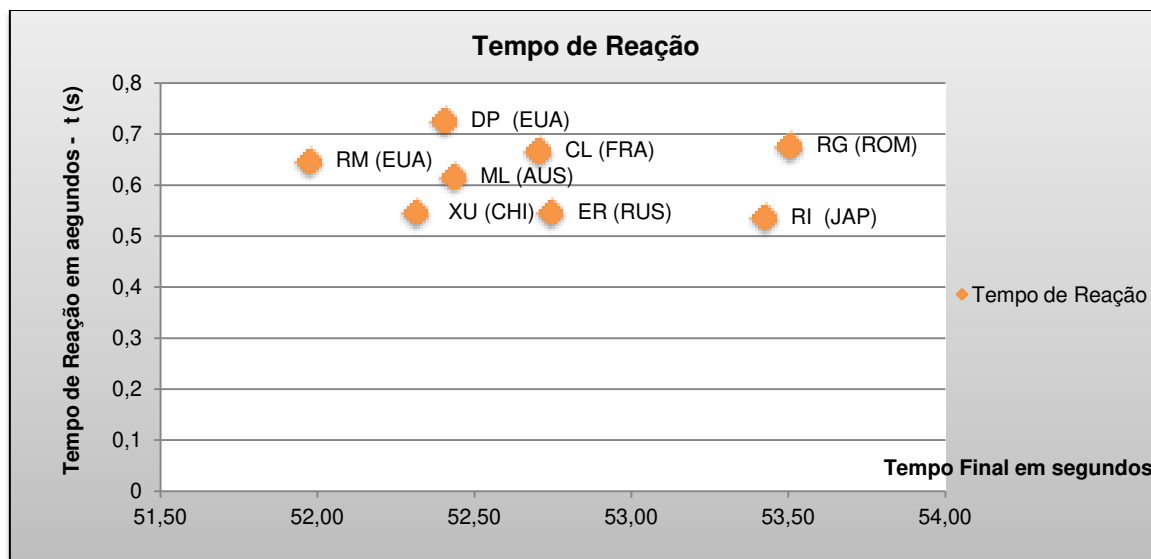 Tempo de Reação
Tempo de Reação em aegundos - t (s)
0,8
0,7
0,6
0,5
0,4
0,3
0,2
0,1
0
DP (EUA)
RM (EUA)
CL (FRA)
RG (ROM)
ML (AUS)
XU (CHI)
ER (RUS)
RI (JAP)
Tempo de Reação
Tempo Final em segundos
51,50 52,00 52,50 53,00 53,50 54,00